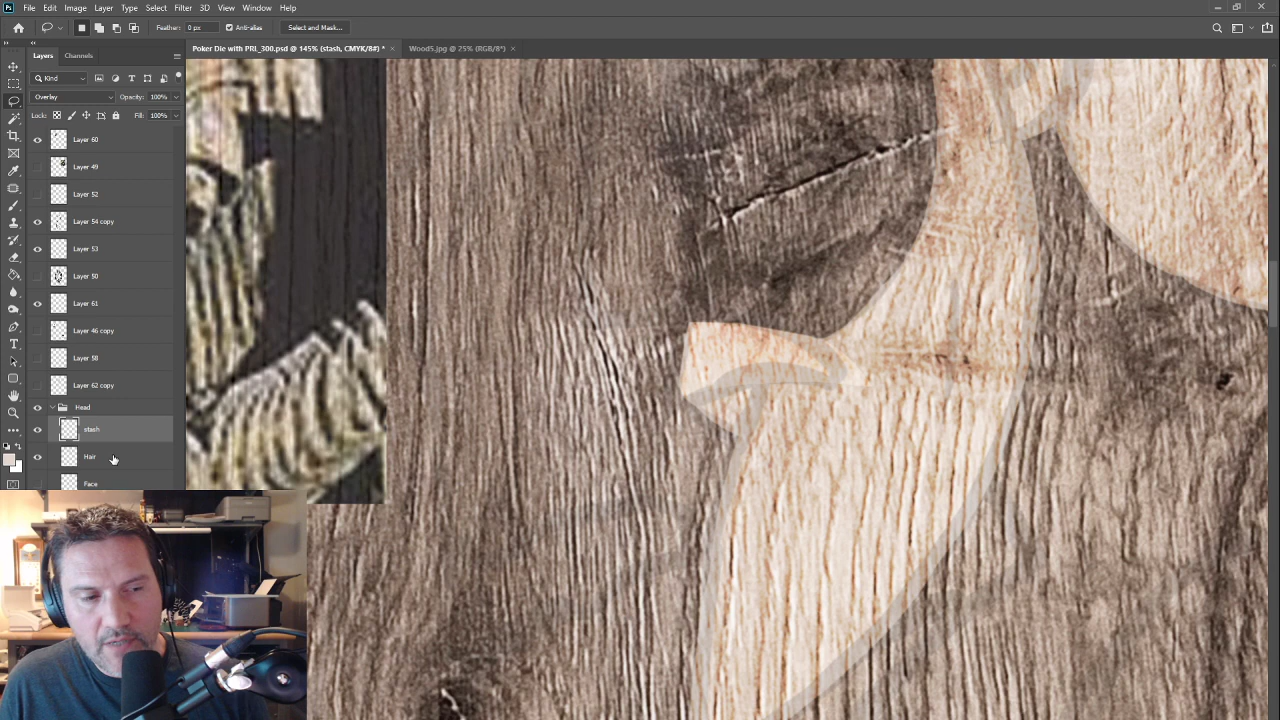 Ps File Edit Image Layer Type Select Filter 3D View Window Help
Feather: 0 px Anti-alias Select and Mask...
Poker Die with PRL_300.psd @ 145% (stash, CMYK/8#) * × Wood5.jpg @ 25% (RGB/8*) ×
Layers Channels
Kind
Overlay Opacity: 100%
Lock: Fill: 100%
Layer 60
Layer 49
Layer 52
Layer 54 copy
Layer 53
Layer 50
Layer 61
Layer 46 copy
Layer 58
Layer 62 copy
Head
stash
Hair
Face